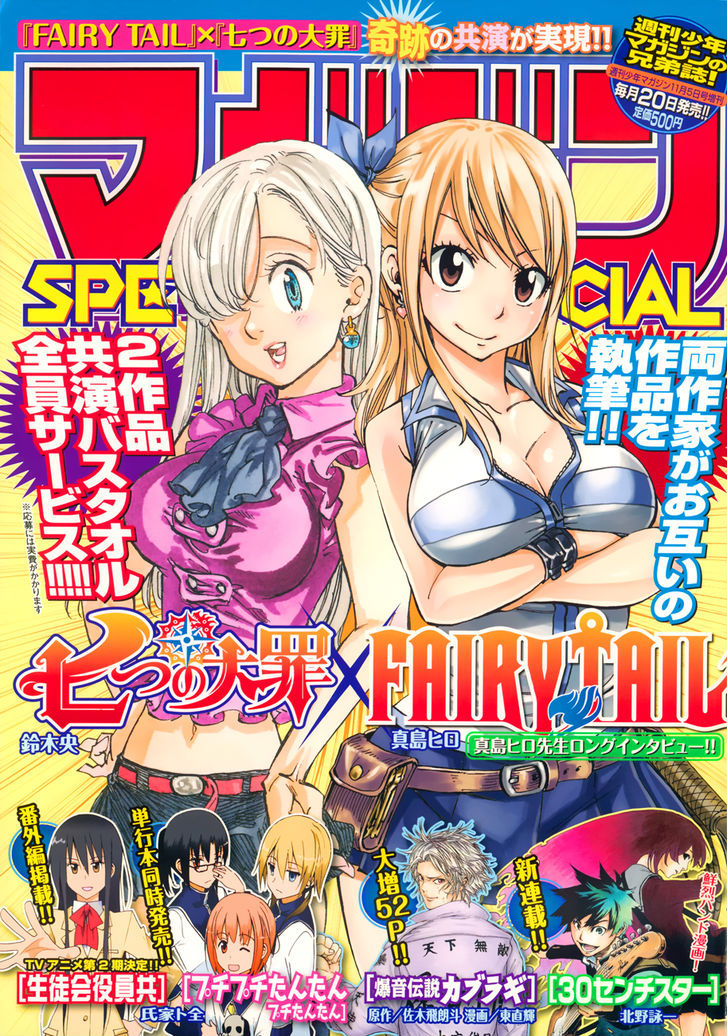 『FAIRY TAIL』×『七つの大罪』奇跡の共演が実現!!
週刊少年
マガジンの
兄弟誌!
週刊少年マガジン11月5日号増刊
毎月20日発売!!
定価500円
マガジン
SPECIAL
両作家がお互いの
作品を
執筆!!
2作品
共演バスタオル
全員サービス!!!!!
※応募には実費がかかります
七つの大罪×FAIRY TAIL
鈴木央
真島ヒロ
真島ヒロ先生ロングインタビュー!!
番外編掲載!!
TVアニメ第2期決定!!
[生徒会役員共]
単行本同時発売!!
[プチプチたんたん
プチたんたん]
氏家ト全
大増52P!!
天下無敵
[爆音伝説カブラギ]
原作/佐木飛朗斗 漫画/東直輝
新連載!!
鮮烈バンド漫画!
[30センチスター]
北野詠一